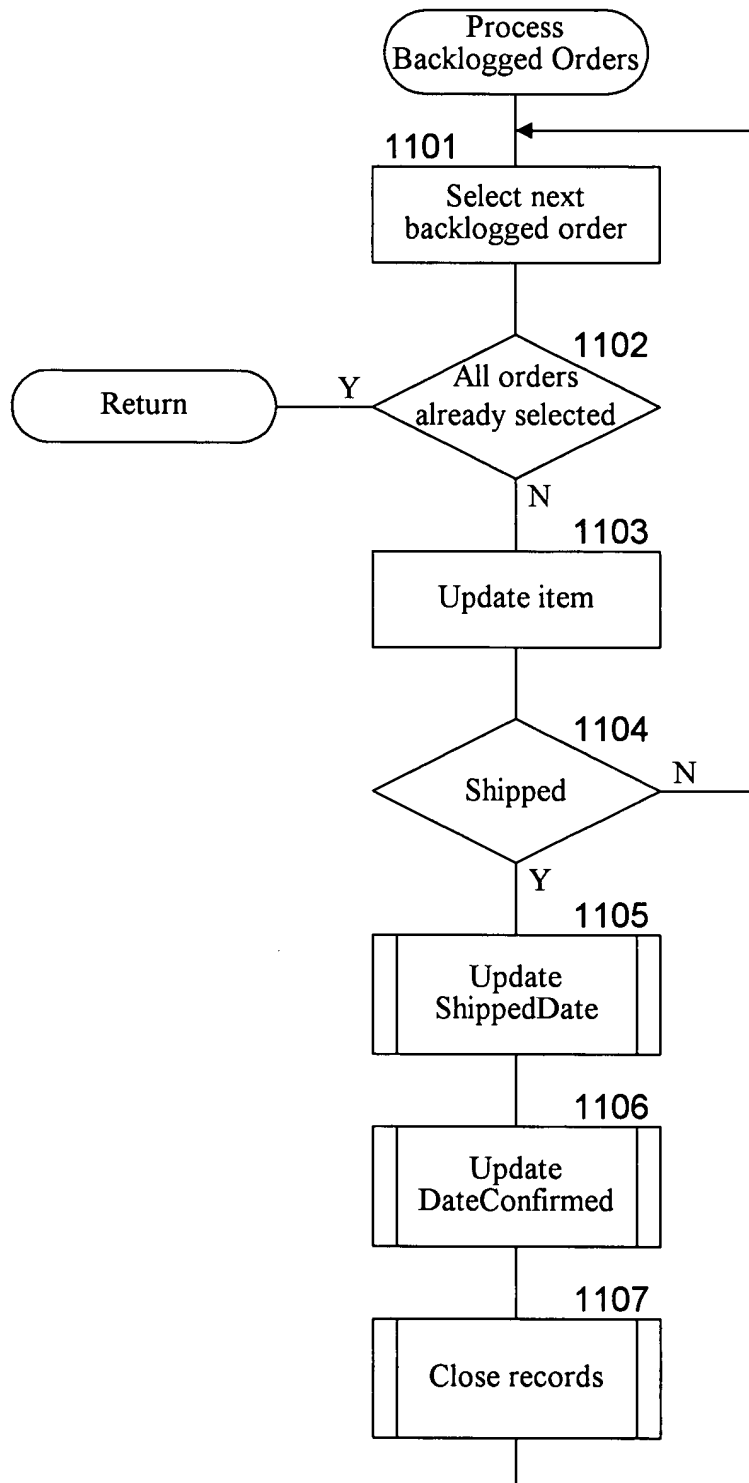 Process
Backlogged Orders
1101
Select next
backlogged order
1102
All orders
already selected
Y
Return
N
1103
Update item
1104
Shipped
N
Y
1105
Update
ShippedDate
1106
Update
DateConfirmed
1107
Close records